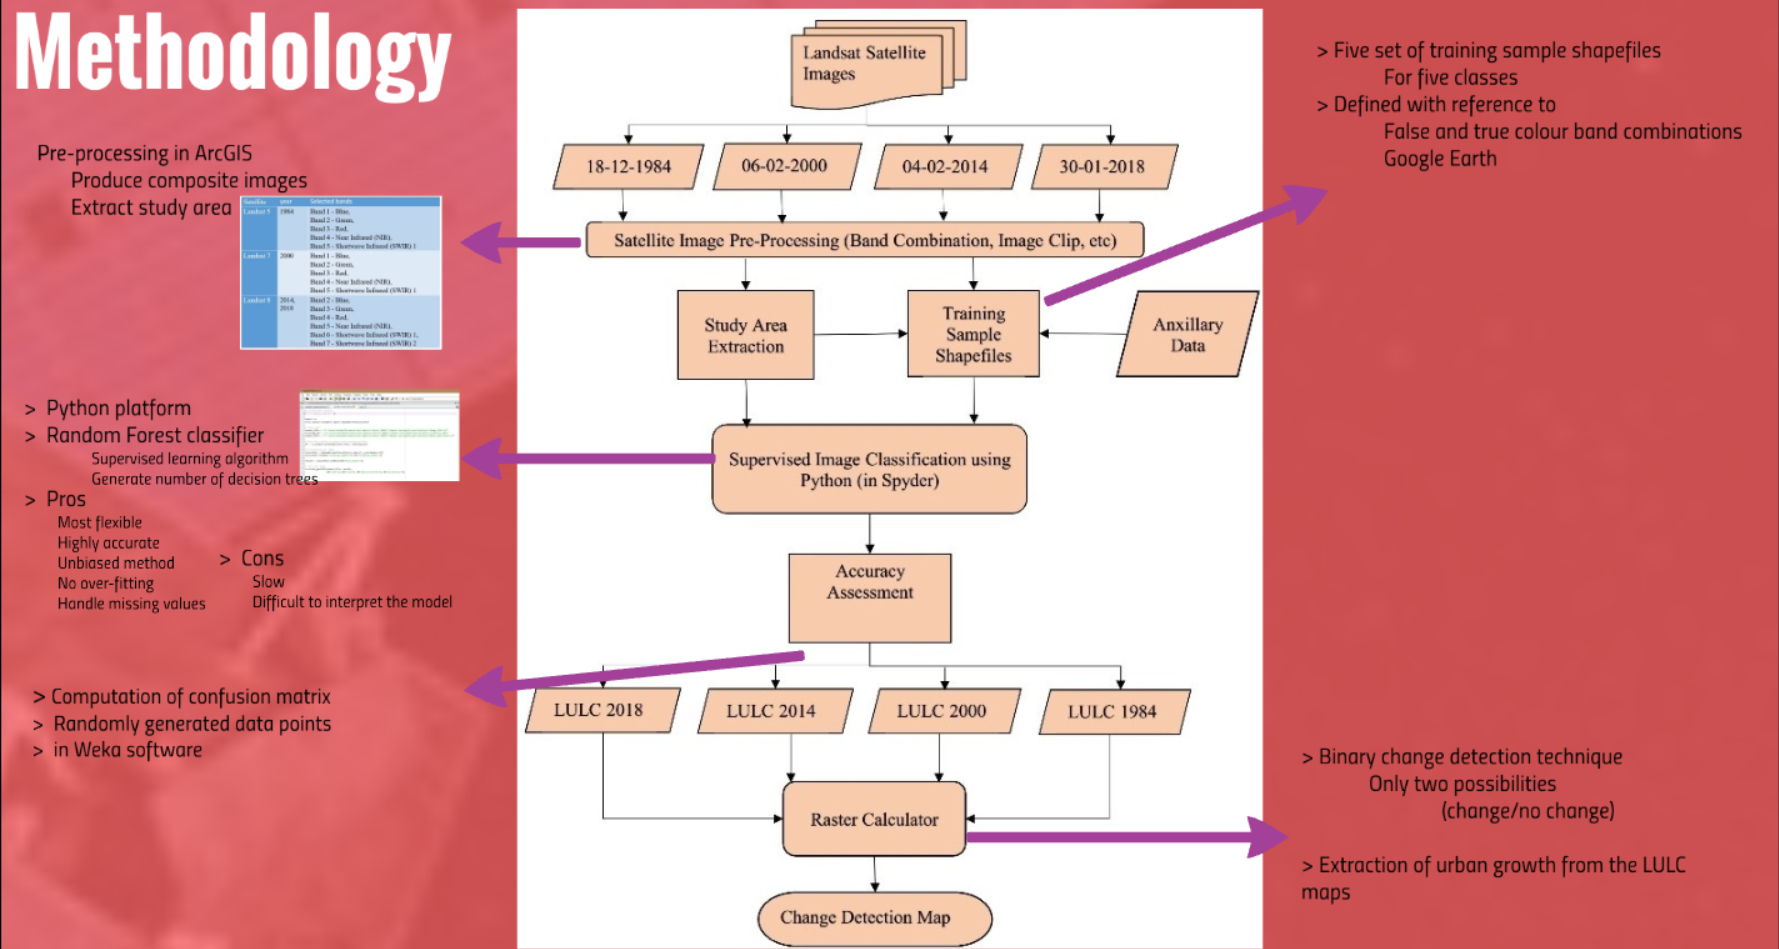 Methodology
Pre-processing in ArcGIS
Produce composite images
Extract study area
Satellite year Selected bands
Landsat 5 1984 Band 1 - Blue,
Band 2 - Green,
Band 3 - Red,
Band 4 - Near Infrared (NIR),
Band 5 - Shortwave Infrared (SWIR) 1
Landsat 7 2000 Band 1 - Blue,
Band 2 - Green,
Band 3 - Red,
Band 4 - Near Infrared (NIR),
Band 5 - Shortwave Infrared (SWIR) 1
Landsat 8 2014, Band 2 - Blue,
2018 Band 3 - Green,
Band 4 - Red,
Band 5 - Near Infrared (NIR),
Band 6 - Shortwave Infrared (SWIR) 1,
Band 7 - Shortwave Infrared (SWIR) 2
> Python platform
> Random Forest classifier
Supervised learning algorithm
Generate number of decision trees
> Pros
Most flexible
Highly accurate
Unbiased method
No over-fitting
Handle missing values
> Cons
Slow
Difficult to interpret the model
> Computation of confusion matrix
> Randomly generated data points
> in Weka software
Landsat Satellite
Images
18-12-1984
06-02-2000
04-02-2014
30-01-2018
Satellite Image Pre-Processing (Band Combination, Image Clip, etc)
Study Area
Extraction
Training
Sample
Shapefiles
Anxillary
Data
Supervised Image Classification using
Python (in Spyder)
Accuracy
Assessment
LULC 2018
LULC 2014
LULC 2000
LULC 1984
Raster Calculator
Change Detection Map
> Five set of training sample shapefiles
For five classes
> Defined with reference to
False and true colour band combinations
Google Earth
> Binary change detection technique
Only two possibilities
(change/no change)
> Extraction of urban growth from the LULC
maps